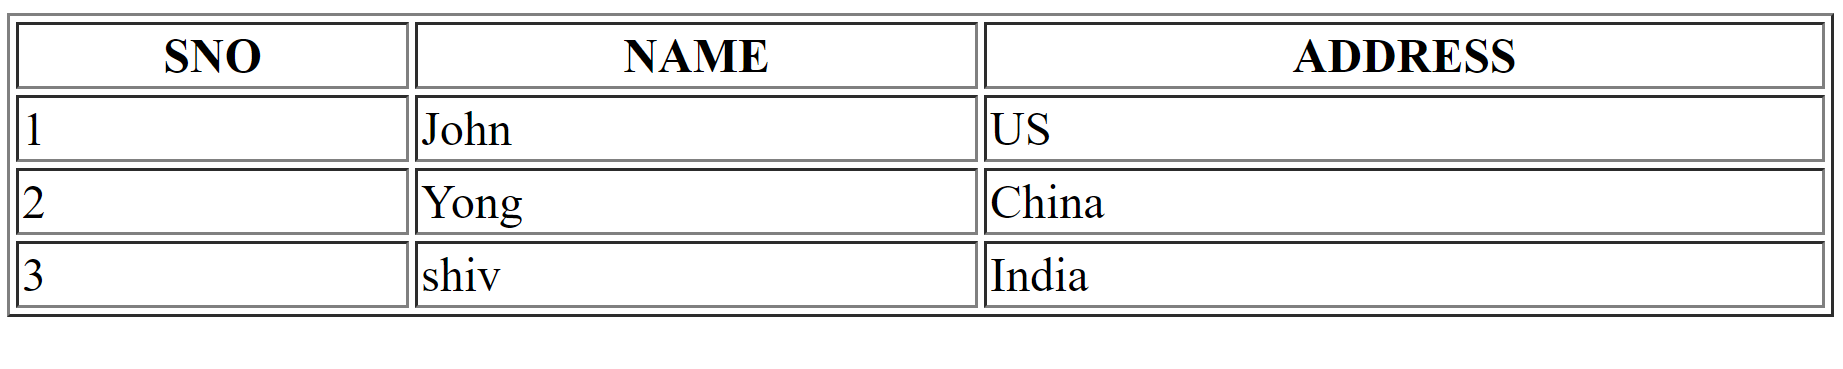 SNO NAME ADDRESS
1 John US
2 Yong China
3 shiv India